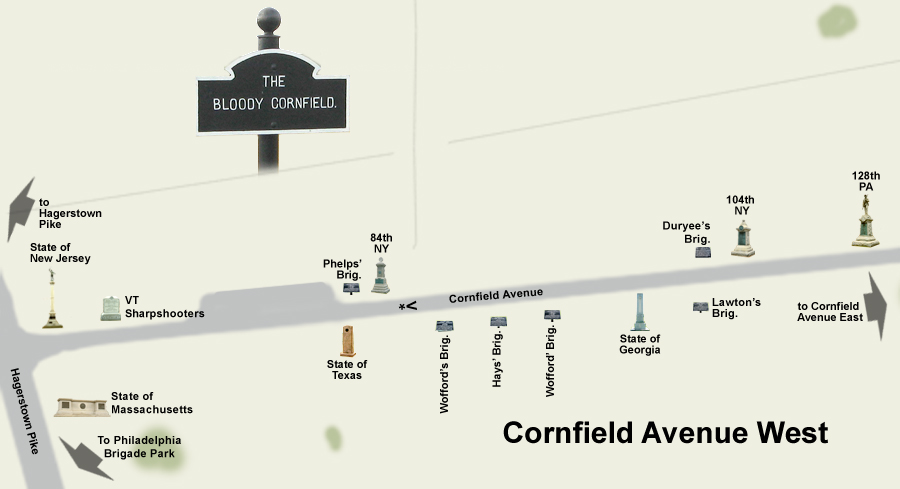 THE
BLOODY CORNFIELD.
128th
PA
to
Hagerstown
Pike
104th
NY
Duryee's
Brig.
84th
NY
State of
New Jersey
Phelps'
Brig.
VT
Sharpshooters
*<
Cornfield Avenue
Lawton's
Brig.
to Cornfield
Avenue East
State of
Texas
Wofford's Brig.
Hays' Brig.
Wofford' Brig.
State of
Georgia
Hagerstown Pike
State of
Massachusetts
To Philadelphia
Brigade Park
Cornfield Avenue West